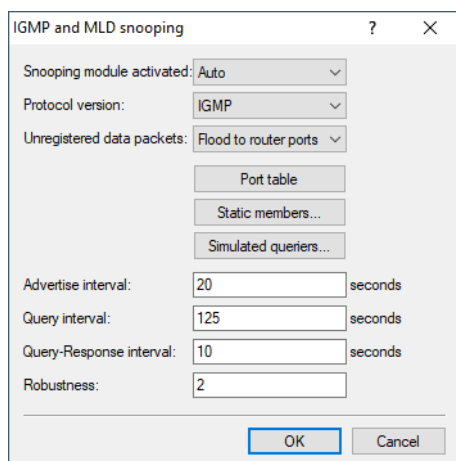 IGMP and MLD snooping ?
Snooping module activated: Auto
Protocol version: IGMP
Unregistered data packets: Flood to router ports
Port table
Static members...
Simulated queriers...
Advertise interval: 20 seconds
Query interval: 125 seconds
Query-Response interval: 10 seconds
Robustness: 2
OK Cancel